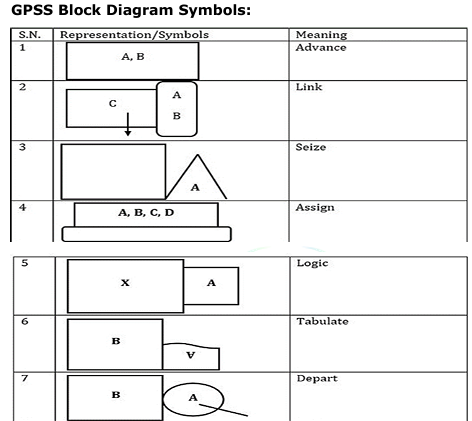 GPSS Block Diagram Symbols:
S.N. Representation/Symbols Meaning
1 A, B Advance
2 C A B Link
3 A Seize
4 A, B, C, D Assign
5 X A Logic
6 B A Tabulate
7 B A Depart